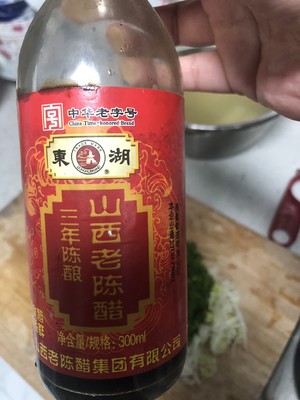 中华老字号
China Time-honored Brand
東湖
山西老陈醋
三年陈酿
净含量/规格: 300ml
西老陈醋集团有限公司